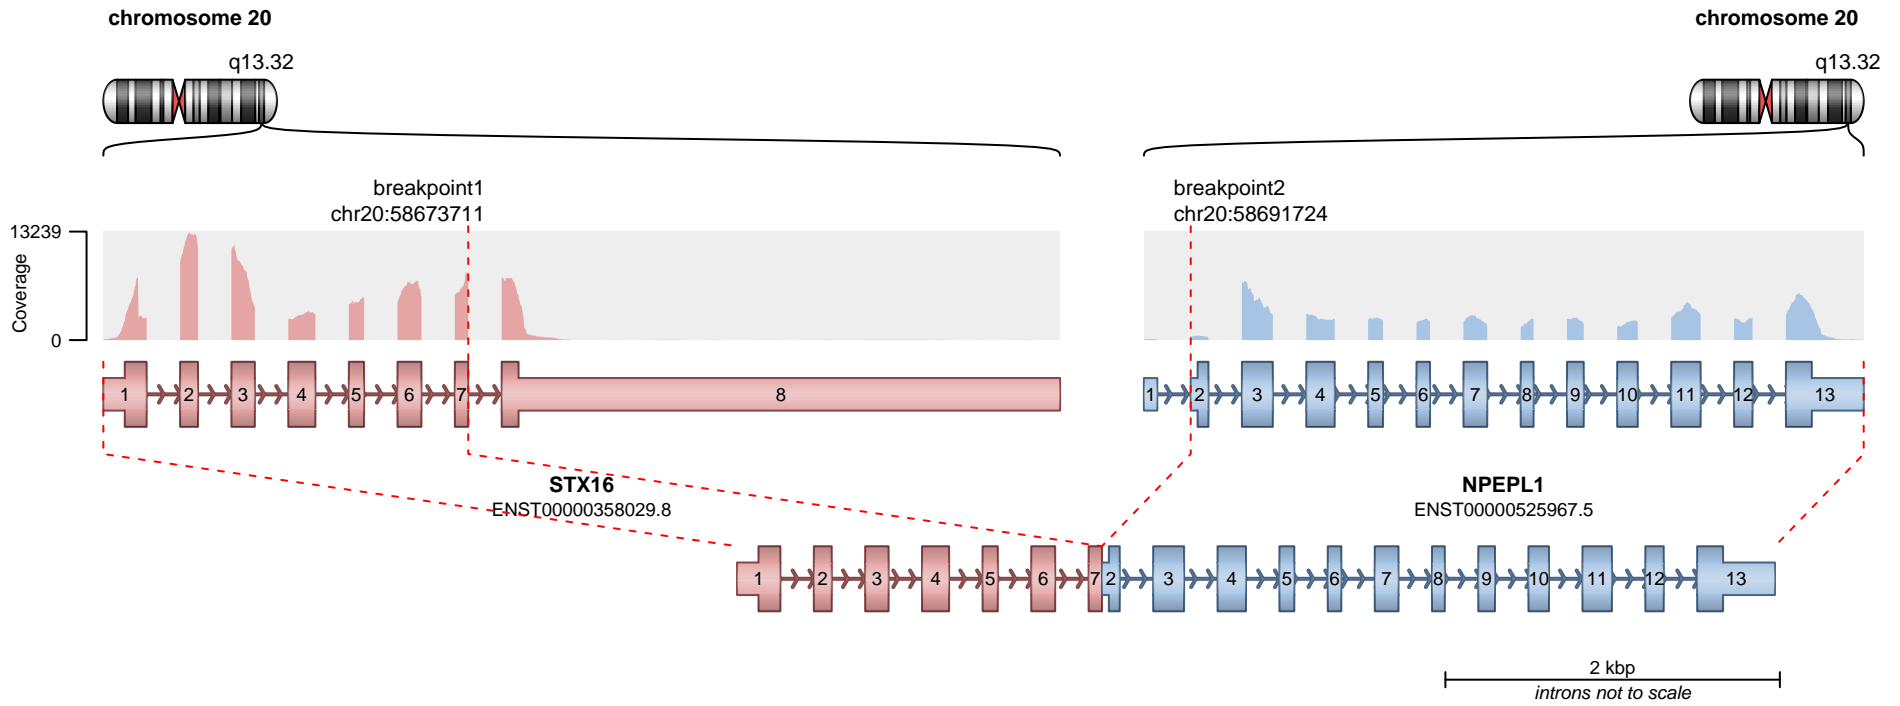 chromosome 20
chromosome 20
q13.32
q13.32
breakpoint1
chr20:58673711
breakpoint2
chr20:58691724
13239
Coverage
0
1 2 3 4 5 6 7 8
1 2 3 4 5 6 7 8 9 10 11 12 13
STX16
ENST00000358029.8
NPEPL1
ENST00000525967.5
1 2 3 4 5 6 7 2 3 4 5 6 7 8 9 10 11 12 13
2 kbp
introns not to scale